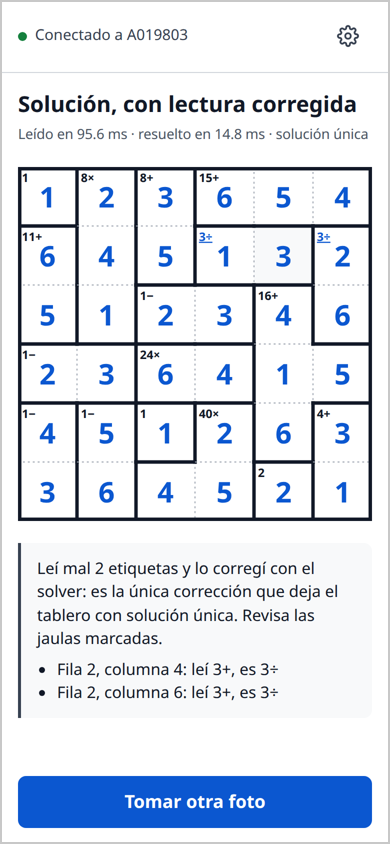 Conectado a A019803
Solución, con lectura corregida
Leído en 95.6 ms · resuelto en 14.8 ms · solución única
1 8× 8+ 15+
1 2 3 6 5 4
11+ 3÷ 3÷
6 4 5 1 3 2
1− 16+
5 1 2 3 4 6
1− 24×
2 3 6 4 1 5
1− 1− 1 40× 4+
4 5 1 2 6 3
2
3 6 4 5 2 1
Leí mal 2 etiquetas y lo corregí con el
solver: es la única corrección que deja el
tablero con solución única. Revisa las
jaulas marcadas.
• Fila 2, columna 4: leí 3+, es 3÷
• Fila 2, columna 6: leí 3+, es 3÷
Tomar otra foto